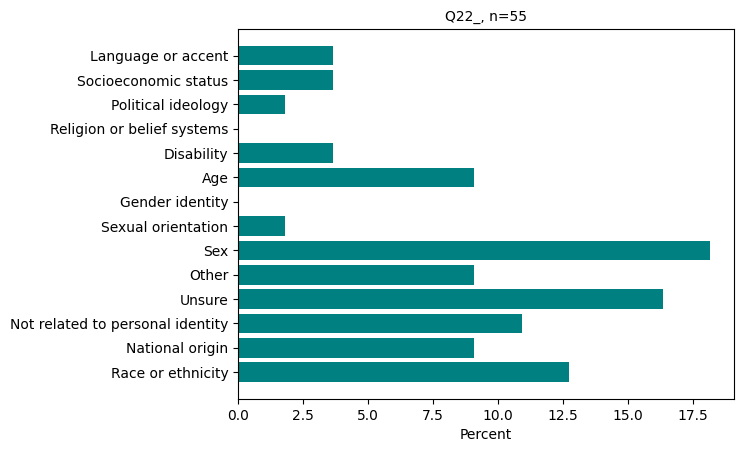 Q22_, n=55
Language or accent
Socioeconomic status
Political ideology
Religion or belief systems
Disability
Age
Gender identity
Sexual orientation
Sex
Other
Unsure
Not related to personal identity
National origin
Race or ethnicity
0.0 2.5 5.0 7.5 10.0 12.5 15.0 17.5
Percent